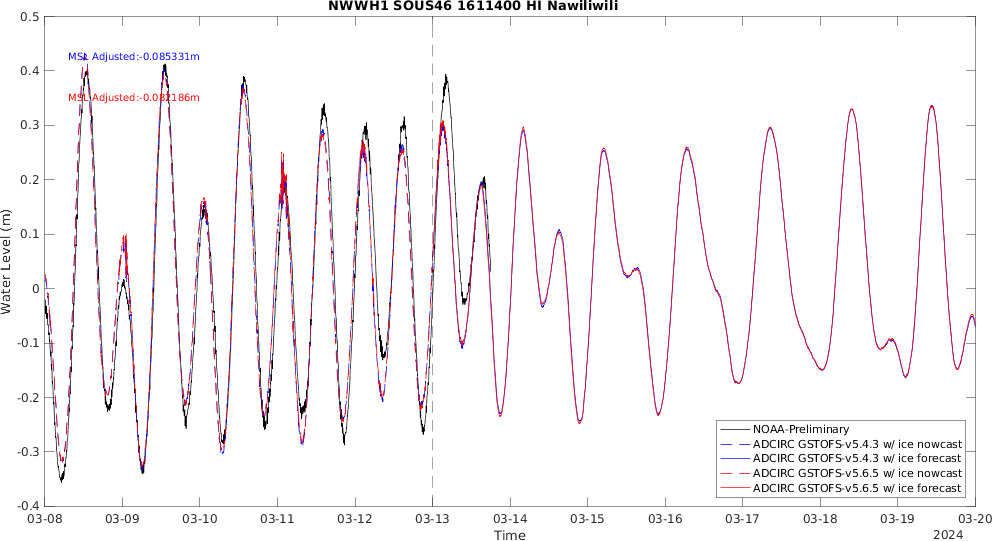 NWWH1 SOUS46 1611400 HI Nawiliwili
MSL Adjusted:-0.085331m
MSL Adjusted:-0.082186m
0.5
0.4
0.3
0.2
0.1
0
-0.1
-0.2
-0.3
-0.4
Water Level (m)
NOAA-Preliminary
ADCIRC GSTOFS-v5.4.3 w/ ice nowcast
ADCIRC GSTOFS-v5.4.3 w/ ice forecast
ADCIRC GSTOFS-v5.6.5 w/ ice nowcast
ADCIRC GSTOFS-v5.6.5 w/ ice forecast
03-08 03-09 03-10 03-11 03-12 03-13 03-14 03-15 03-16 03-17 03-18 03-19 03-20
Time
2024